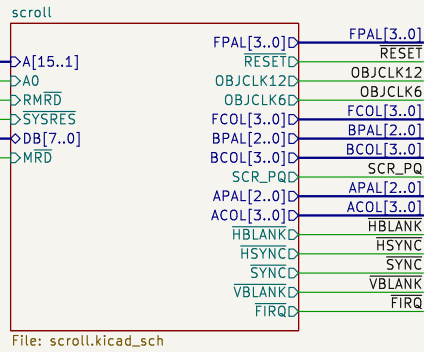 scroll
FPAL[3..0] FPAL[3..0]
RESET RESET
A[15..1]
A0 OBJCLK12 OBJCLK12
RMRD OBJCLK6 OBJCLK6
SYSRES FCOL[3..0] FCOL[3..0]
DB[7..0] BPAL[2..0] BPAL[2..0]
MRD BCOL[3..0] BCOL[3..0]
SCR_PQ SCR_PQ
APAL[2..0] APAL[2..0]
ACOL[3..0] ACOL[3..0]
HBLANK HBLANK
HSYNC HSYNC
SYNC SYNC
VBLANK VBLANK
FIRQ FIRQ
File: scroll.kicad_sch